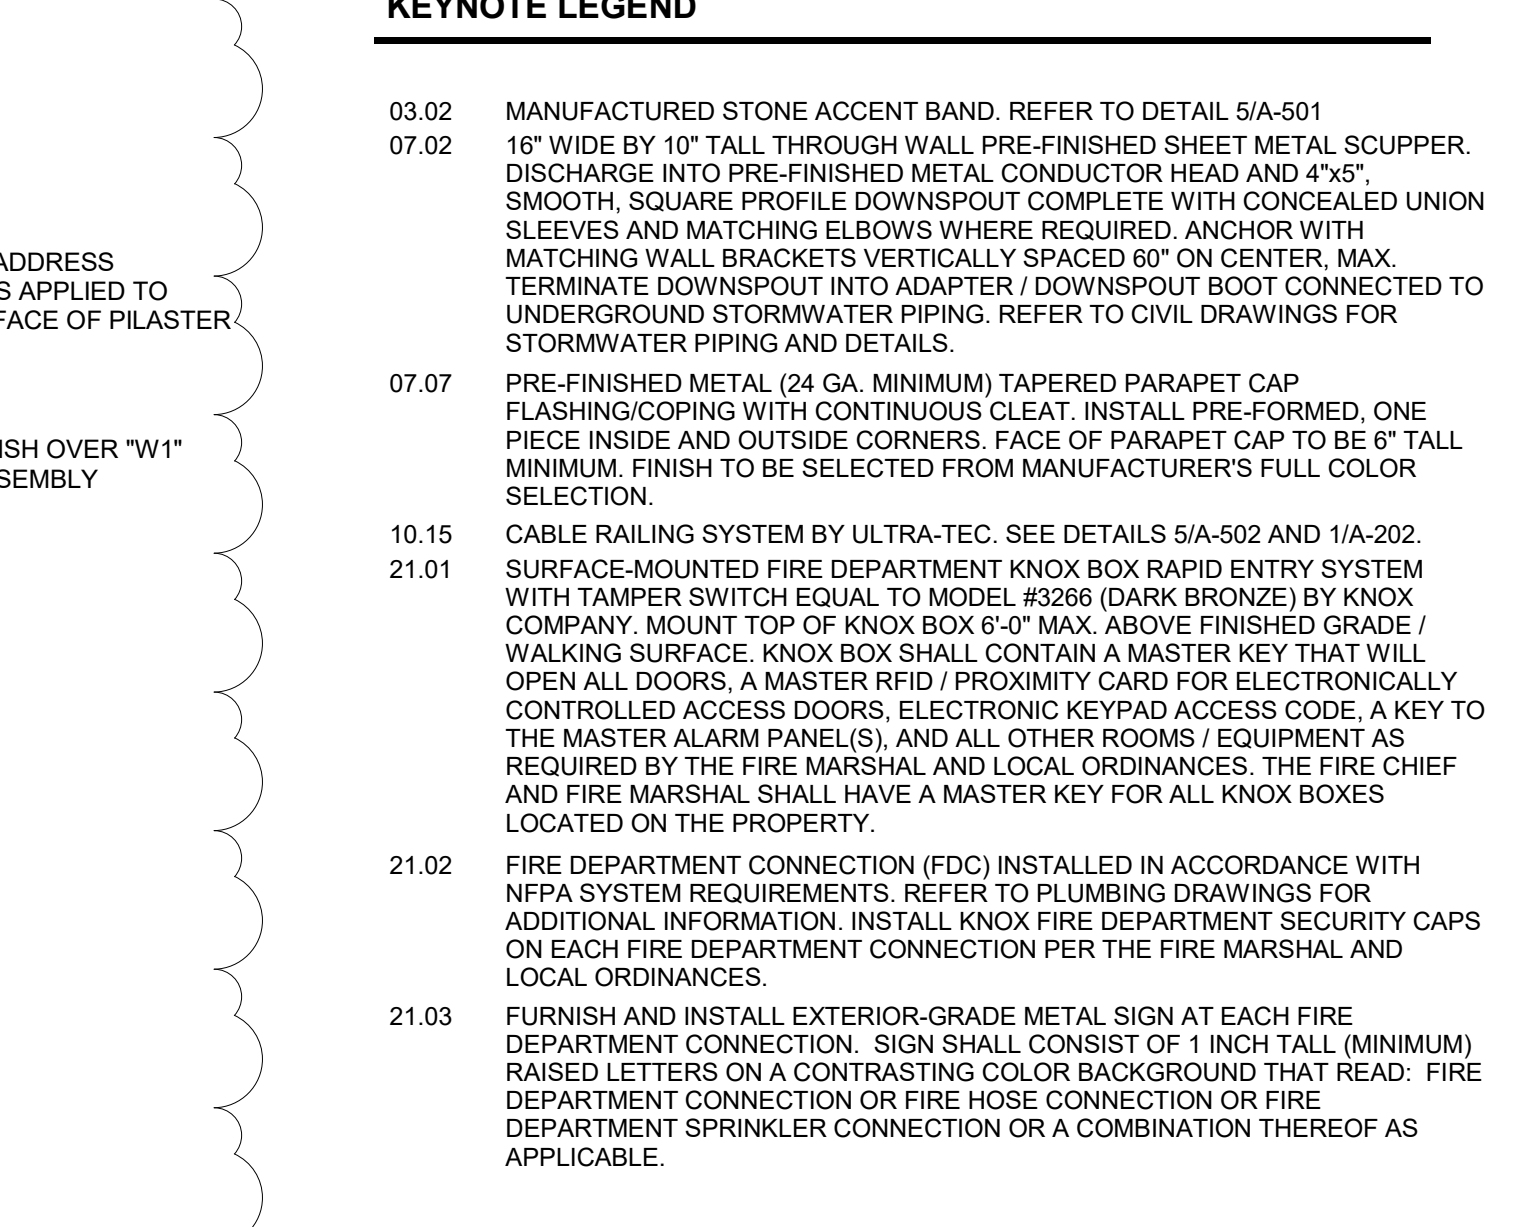 KEYNOTE LEGEND
03.02 MANUFACTURED STONE ACCENT BAND. REFER TO DETAIL 5/A-501
07.02 16" WIDE BY 10" TALL THROUGH WALL PRE-FINISHED SHEET METAL SCUPPER.
DISCHARGE INTO PRE-FINISHED METAL CONDUCTOR HEAD AND 4"x5",
SMOOTH, SQUARE PROFILE DOWNSPOUT COMPLETE WITH CONCEALED UNION
SLEEVES AND MATCHING ELBOWS WHERE REQUIRED. ANCHOR WITH
MATCHING WALL BRACKETS VERTICALLY SPACED 60" ON CENTER, MAX.
TERMINATE DOWNSPOUT INTO ADAPTER / DOWNSPOUT BOOT CONNECTED TO
UNDERGROUND STORMWATER PIPING. REFER TO CIVIL DRAWINGS FOR
STORMWATER PIPING AND DETAILS.
07.07 PRE-FINISHED METAL (24 GA. MINIMUM) TAPERED PARAPET CAP
FLASHING/COPING WITH CONTINUOUS CLEAT. INSTALL PRE-FORMED, ONE
PIECE INSIDE AND OUTSIDE CORNERS. FACE OF PARAPET CAP TO BE 6" TALL
MINIMUM. FINISH TO BE SELECTED FROM MANUFACTURER'S FULL COLOR
SELECTION.
10.15 CABLE RAILING SYSTEM BY ULTRA-TEC. SEE DETAILS 5/A-502 AND 1/A-202.
21.01 SURFACE-MOUNTED FIRE DEPARTMENT KNOX BOX RAPID ENTRY SYSTEM
WITH TAMPER SWITCH EQUAL TO MODEL #3266 (DARK BRONZE) BY KNOX
COMPANY. MOUNT TOP OF KNOX BOX 6'-0" MAX. ABOVE FINISHED GRADE /
WALKING SURFACE. KNOX BOX SHALL CONTAIN A MASTER KEY THAT WILL
OPEN ALL DOORS, A MASTER RFID / PROXIMITY CARD FOR ELECTRONICALLY
CONTROLLED ACCESS DOORS, ELECTRONIC KEYPAD ACCESS CODE, A KEY TO
THE MASTER ALARM PANEL(S), AND ALL OTHER ROOMS / EQUIPMENT AS
REQUIRED BY THE FIRE MARSHAL AND LOCAL ORDINANCES. THE FIRE CHIEF
AND FIRE MARSHAL SHALL HAVE A MASTER KEY FOR ALL KNOX BOXES
LOCATED ON THE PROPERTY.
21.02 FIRE DEPARTMENT CONNECTION (FDC) INSTALLED IN ACCORDANCE WITH
NFPA SYSTEM REQUIREMENTS. REFER TO PLUMBING DRAWINGS FOR
ADDITIONAL INFORMATION. INSTALL KNOX FIRE DEPARTMENT SECURITY CAPS
ON EACH FIRE DEPARTMENT CONNECTION PER THE FIRE MARSHAL AND
LOCAL ORDINANCES.
21.03 FURNISH AND INSTALL EXTERIOR-GRADE METAL SIGN AT EACH FIRE
DEPARTMENT CONNECTION. SIGN SHALL CONSIST OF 1 INCH TALL (MINIMUM)
RAISED LETTERS ON A CONTRASTING COLOR BACKGROUND THAT READ: FIRE
DEPARTMENT CONNECTION OR FIRE HOSE CONNECTION OR FIRE
DEPARTMENT SPRINKLER CONNECTION OR A COMBINATION THEREOF AS
APPLICABLE.
ADDRESS
S APPLIED TO
FACE OF PILASTER
ISH OVER "W1"
SEMBLY